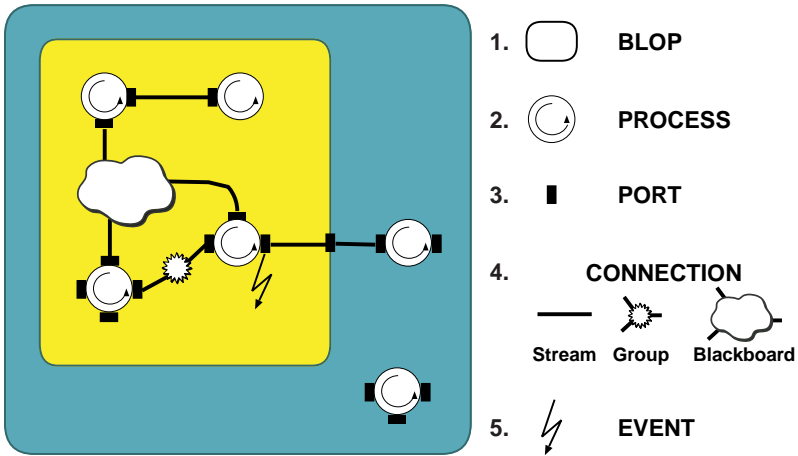 1. BLOP
2. PROCESS
3. PORT
4. CONNECTION
Stream Group Blackboard
5. EVENT